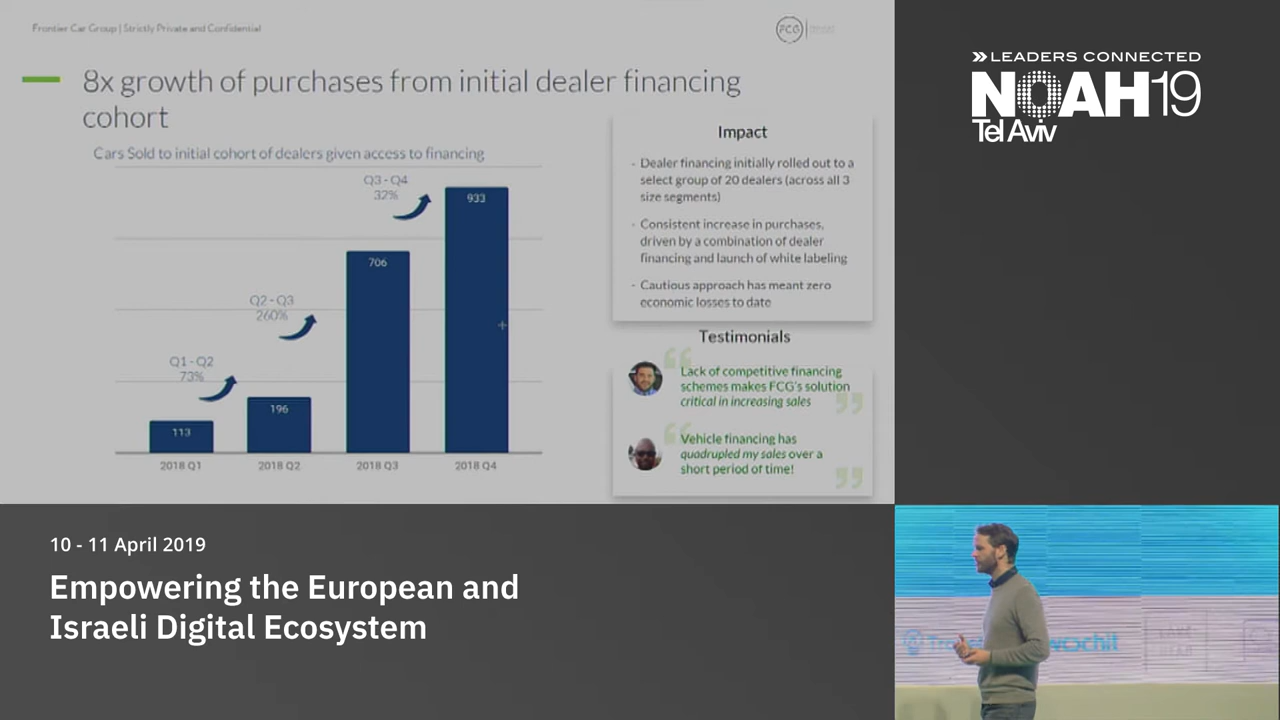 Frontier Car Group | Strictly Private and Confidential
FCG
8x growth of purchases from initial dealer financing
cohort
Cars Sold to initial cohort of dealers given access to financing
Q3 - Q4
32%
933
706
Q2 - Q3
260%
Q1 - Q2
73%
196
113
2018 Q1
2018 Q2
2018 Q3
2018 Q4
Impact
- Dealer financing initially rolled out to a
select group of 20 dealers (across all 3
size segments)
- Consistent increase in purchases,
driven by a combination of dealer
financing and launch of white labeling
- Cautious approach has meant zero
economic losses to date
Testimonials
“ Lack of competitive financing
schemes makes FCG's solution
critical in increasing sales ”
“ Vehicle financing has
quadrupled my sales over a
short period of time! ”
LEADERS CONNECTED
NOAH19
Tel Aviv
10 - 11 April 2019
Empowering the European and
Israeli Digital Ecosystem
wochit